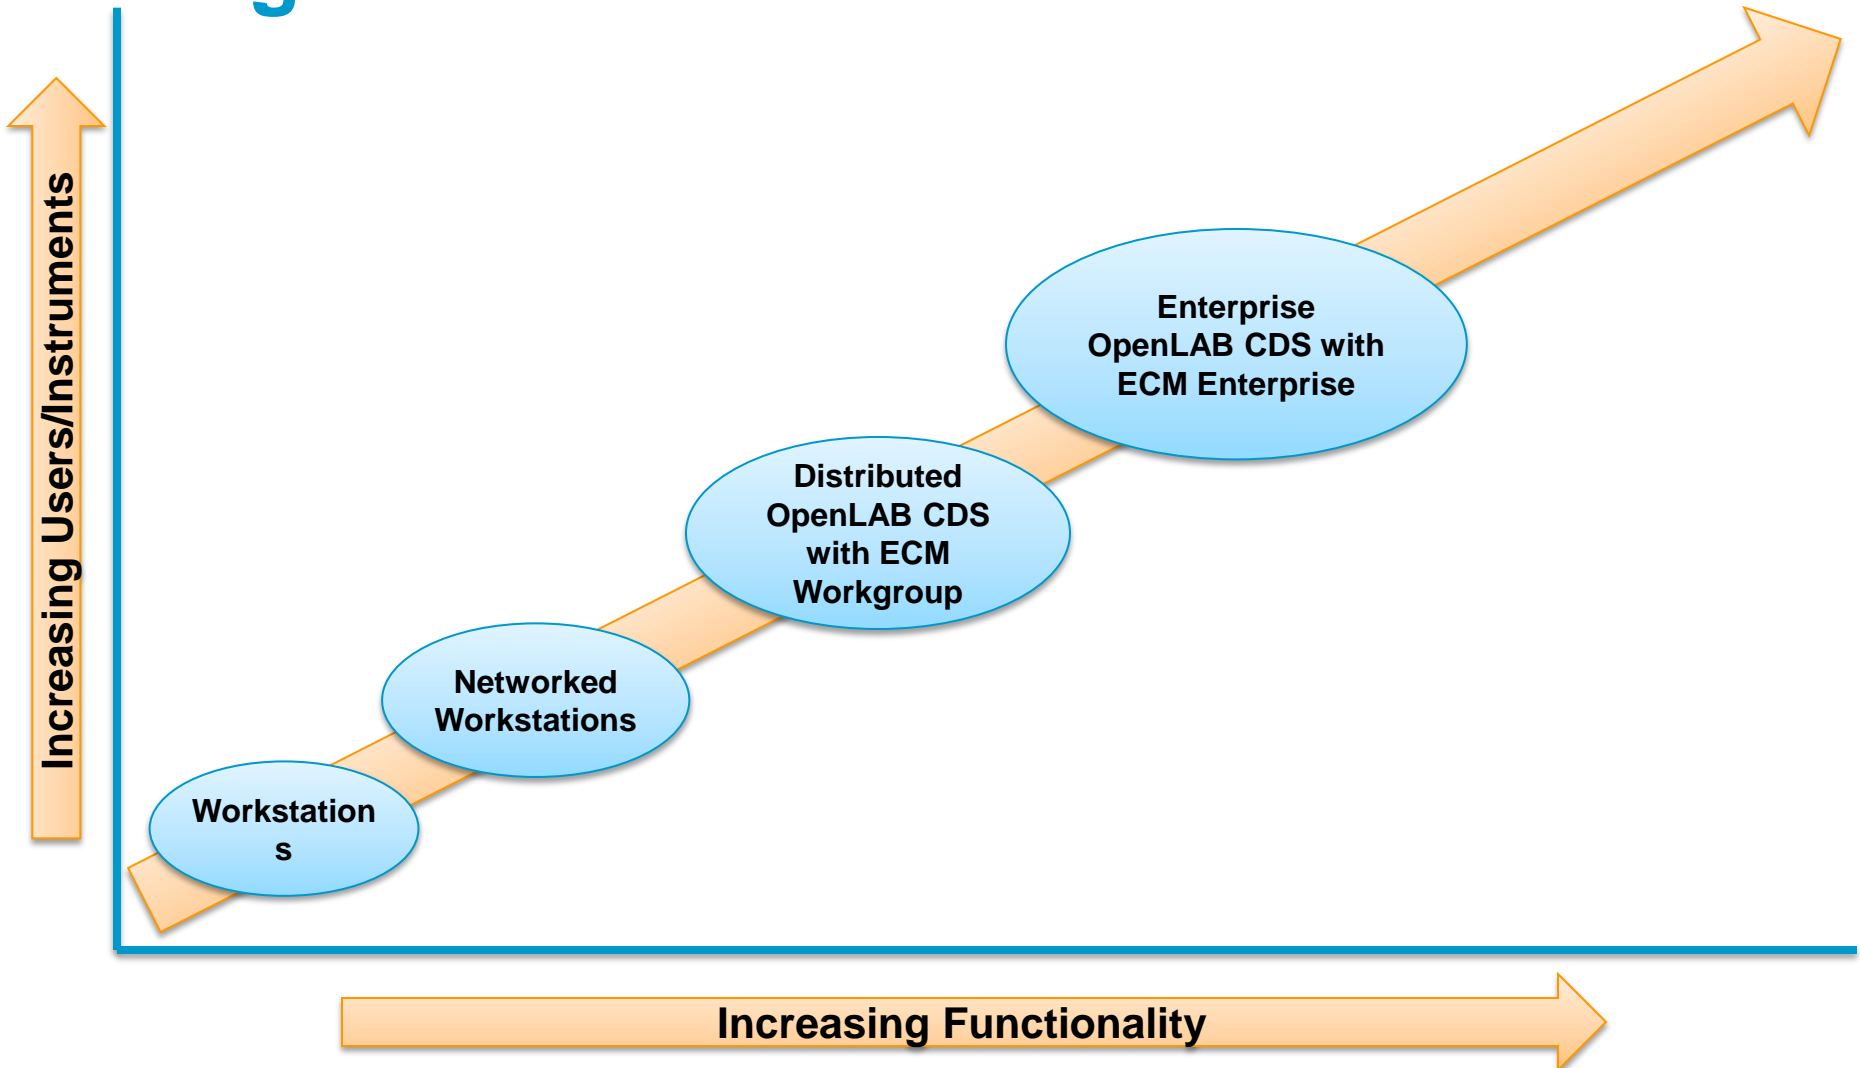 g
Increasing Users/Instruments
Enterprise
OpenLAB CDS with
ECM Enterprise
Distributed
OpenLAB CDS
with ECM
Workgroup
Networked
Workstations
Workstation
s
Increasing Functionality